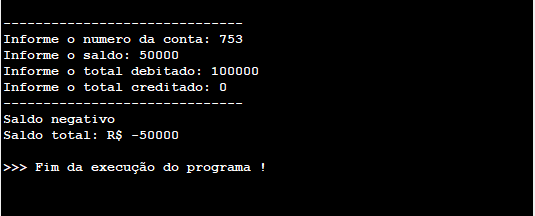 ------------------------------
Informe o numero da conta: 753
Informe o saldo: 50000
Informe o total debitado: 100000
Informe o total creditado: 0
------------------------------
Saldo negativo
Saldo total: R$ -50000
>>> Fim da execução do programa !